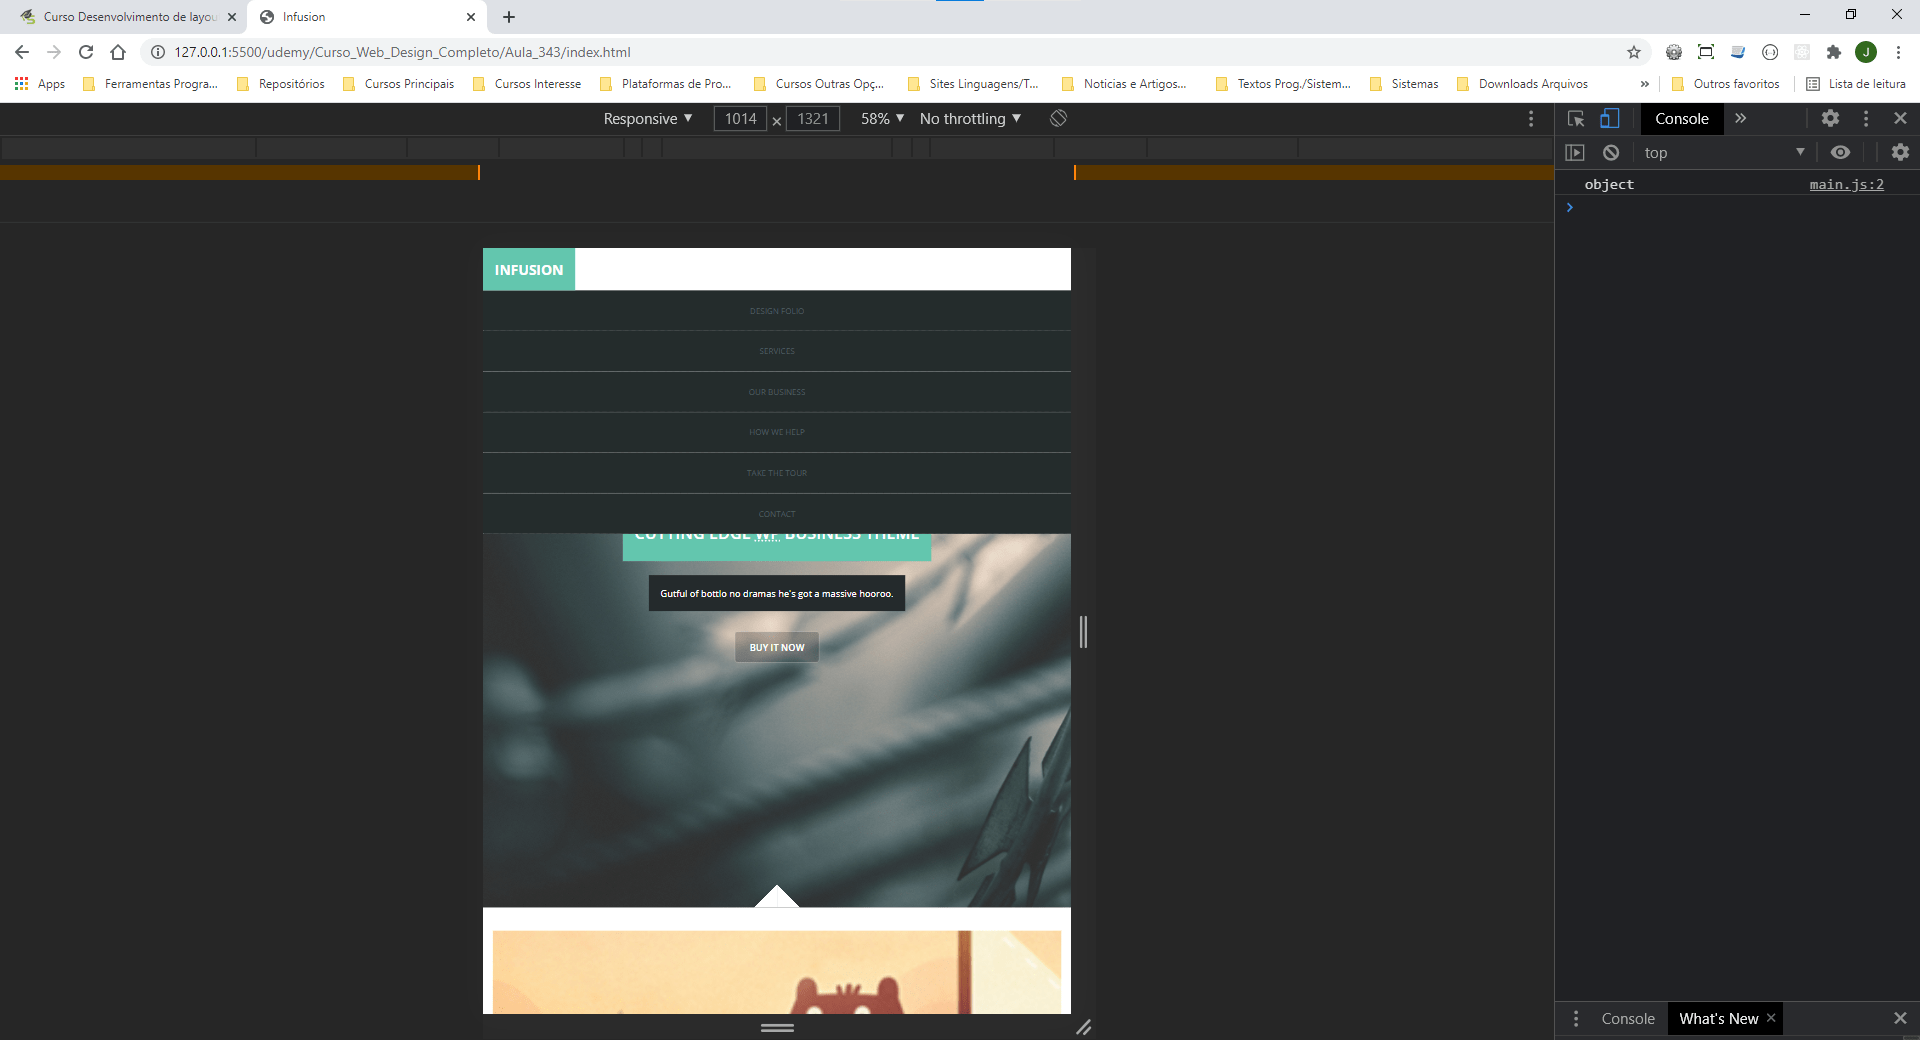 Curso Desenvolvimento de layou
Infusion
127.0.0.1:5500/udemy/Curso_Web_Design_Completo/Aula_343/index.html
J
Apps
Ferramentas Progra...
Repositórios
Cursos Principais
Cursos Interesse
Plataformas de Pro...
Cursos Outras Opç...
Sites Linguagens/T...
Noticias e Artigos...
Textos Prog./Sistem...
Sistemas
Downloads Arquivos
»
Outros favoritos
Lista de leitura
Responsive ▼ 1014 × 1321 58% ▼ No throttling ▼
Console »
top ▼
object main.js:2
INFUSION
DESIGN FOLIO
SERVICES
OUR BUSINESS
HOW WE HELP
TAKE THE TOUR
CONTACT
CUTTING EDGE WP BUSINESS THEME
Gutful of bottlo no dramas he's got a massive hooroo.
BUY IT NOW
Console What's New